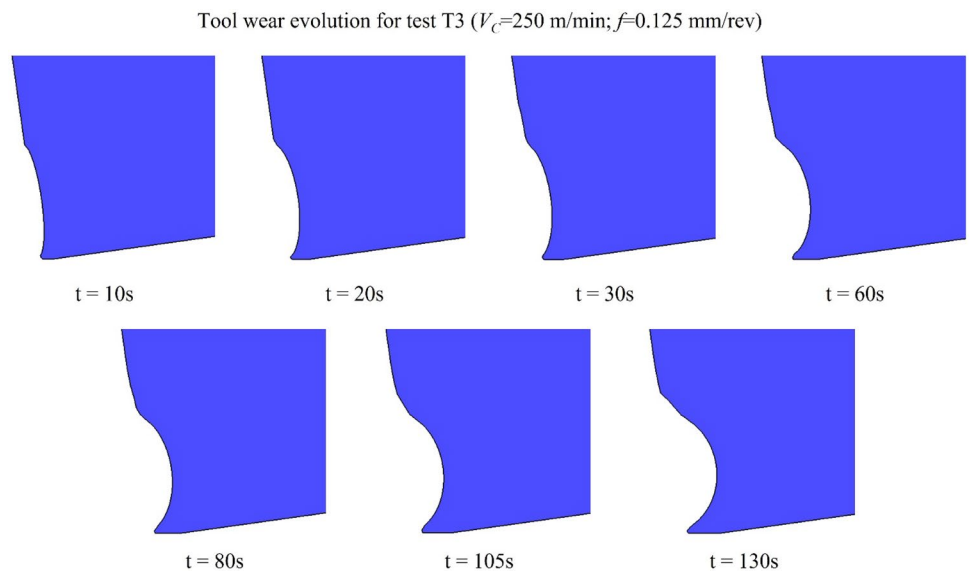 Tool wear evolution for test T3 (V_C=250 m/min; f=0.125 mm/rev)
t = 10s
t = 20s
t = 30s
t = 60s
t = 80s
t = 105s
t = 130s